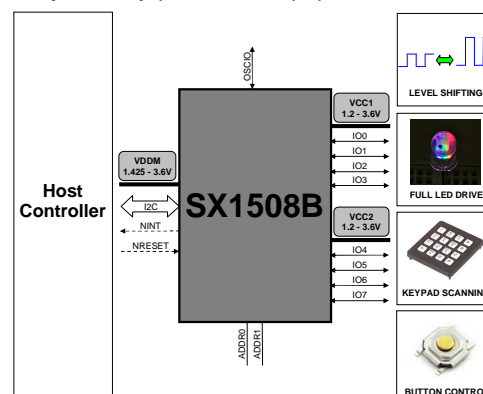 OSCIO
VCC1
1.2 - 3.6V
IO0
IO1
IO2
IO3
VDDM
1.425 - 3.6V
Host
Controller
I2C
NINT
NRESET
SX1508B
VCC2
1.2 - 3.6V
IO4
IO5
IO6
IO7
ADDR0
ADDR1
LEVEL SHIFTING
FULL LED DRIVE
KEYPAD SCANNIN
BUTTON CONTRO